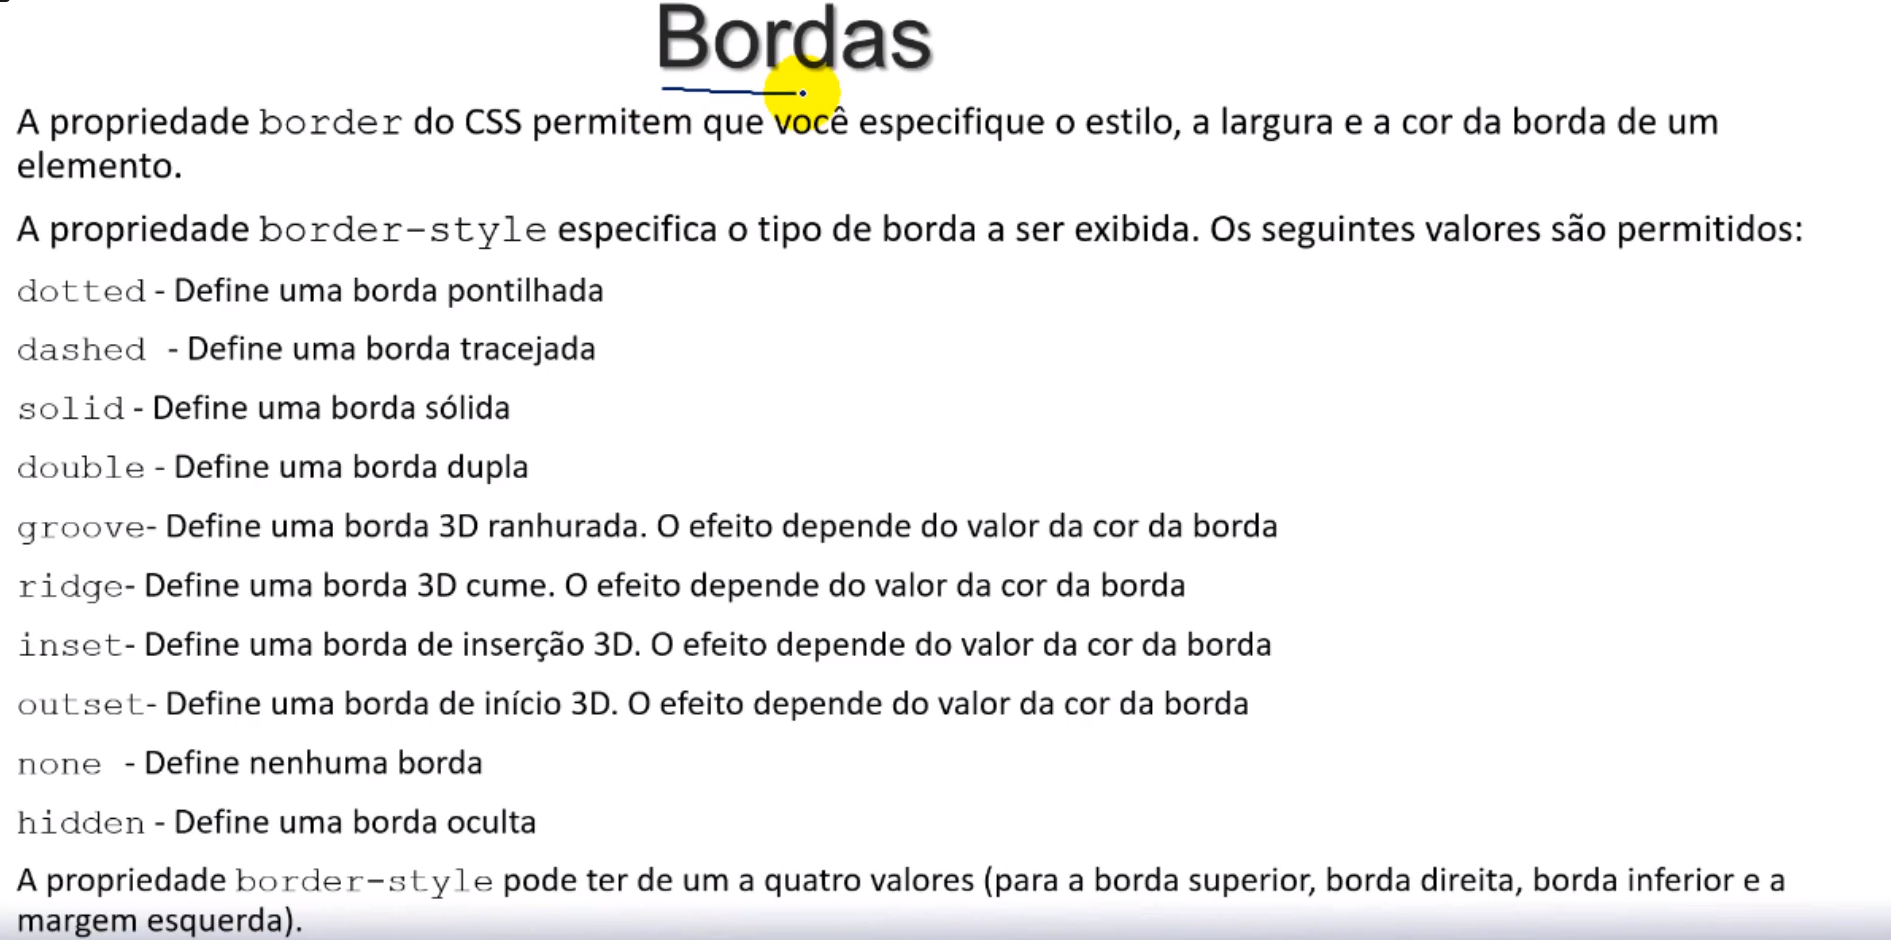 Bordas
A propriedade border do CSS permitem que você especifique o estilo, a largura e a cor da borda de um
elemento.
A propriedade border-style especifica o tipo de borda a ser exibida. Os seguintes valores são permitidos:
dotted - Define uma borda pontilhada
dashed - Define uma borda tracejada
solid - Define uma borda sólida
double - Define uma borda dupla
groove- Define uma borda 3D ranhurada. O efeito depende do valor da cor da borda
ridge- Define uma borda 3D cume. O efeito depende do valor da cor da borda
inset- Define uma borda de inserção 3D. O efeito depende do valor da cor da borda
outset- Define uma borda de início 3D. O efeito depende do valor da cor da borda
none - Define nenhuma borda
hidden - Define uma borda oculta
A propriedade border-style pode ter de um a quatro valores (para a borda superior, borda direita, borda inferior e a
margem esquerda).